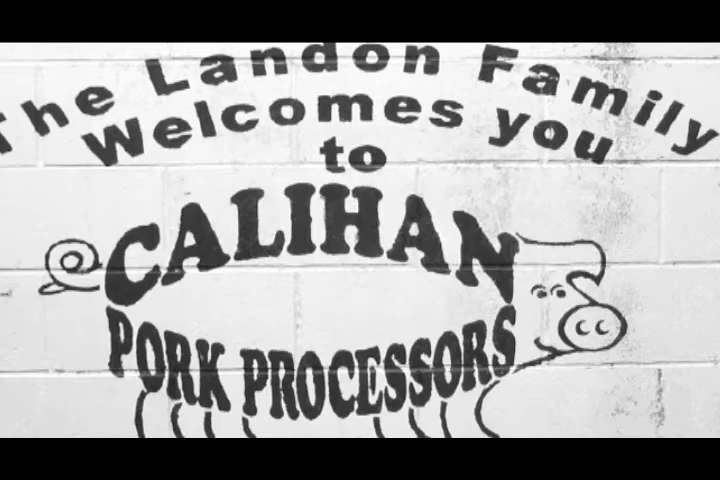 The Landon Family
Welcomes you
to
CALIHAN
PORK PROCESSORS